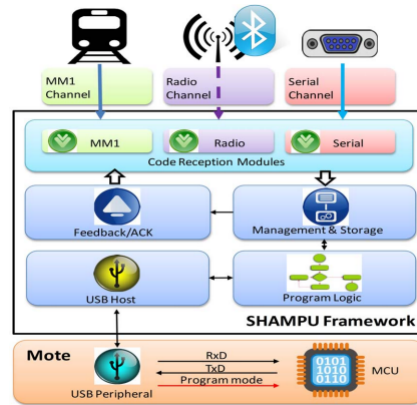 MM1
Channel
Radio
Channel
Serial
Channel
MM1
Radio
Serial
Code Reception Modules
Feedback/ACK
Management & Storage
USB Host
Program Logic
SHAMPU Framework
Mote
RxD
TxD
Program mode
USB Peripheral
0101
1010
0110
MCU